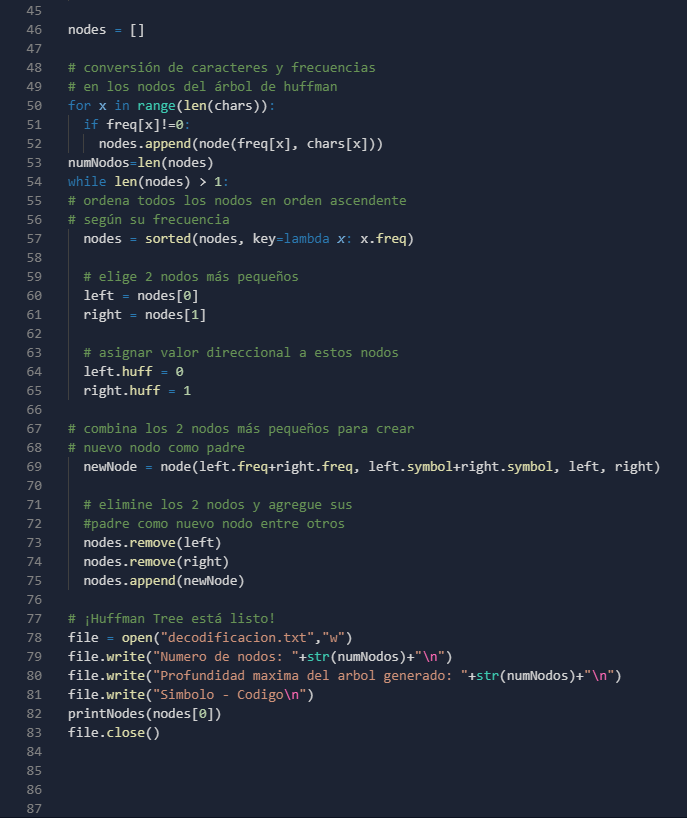 45
46 nodes = []
47
48 # conversión de caracteres y frecuencias
49 # en los nodos del árbol de huffman
50 for x in range(len(chars)):
51   if freq[x]!=0:
52     nodes.append(node(freq[x], chars[x]))
53 numNodos=len(nodes)
54 while len(nodes) > 1:
55 # ordena todos los nodos en orden ascendente
56 # según su frecuencia
57   nodes = sorted(nodes, key=lambda x: x.freq)
58
59   # elige 2 nodos más pequeños
60   left = nodes[0]
61   right = nodes[1]
62
63   # asignar valor direccional a estos nodos
64   left.huff = 0
65   right.huff = 1
66
67 # combina los 2 nodos más pequeños para crear
68 # nuevo nodo como padre
69   newNode = node(left.freq+right.freq, left.symbol+right.symbol, left, right)
70
71   # elimine los 2 nodos y agregue sus
72   #padre como nuevo nodo entre otros
73   nodes.remove(left)
74   nodes.remove(right)
75   nodes.append(newNode)
76
77 # ¡Huffman Tree está listo!
78 file = open("decodificacion.txt","w")
79 file.write("Numero de nodos: "+str(numNodos)+"\n")
80 file.write("Profundidad maxima del arbol generado: "+str(numNodos)+"\n")
81 file.write("Simbolo - Codigo\n")
82 printNodes(nodes[0])
83 file.close()
84
85
86
87